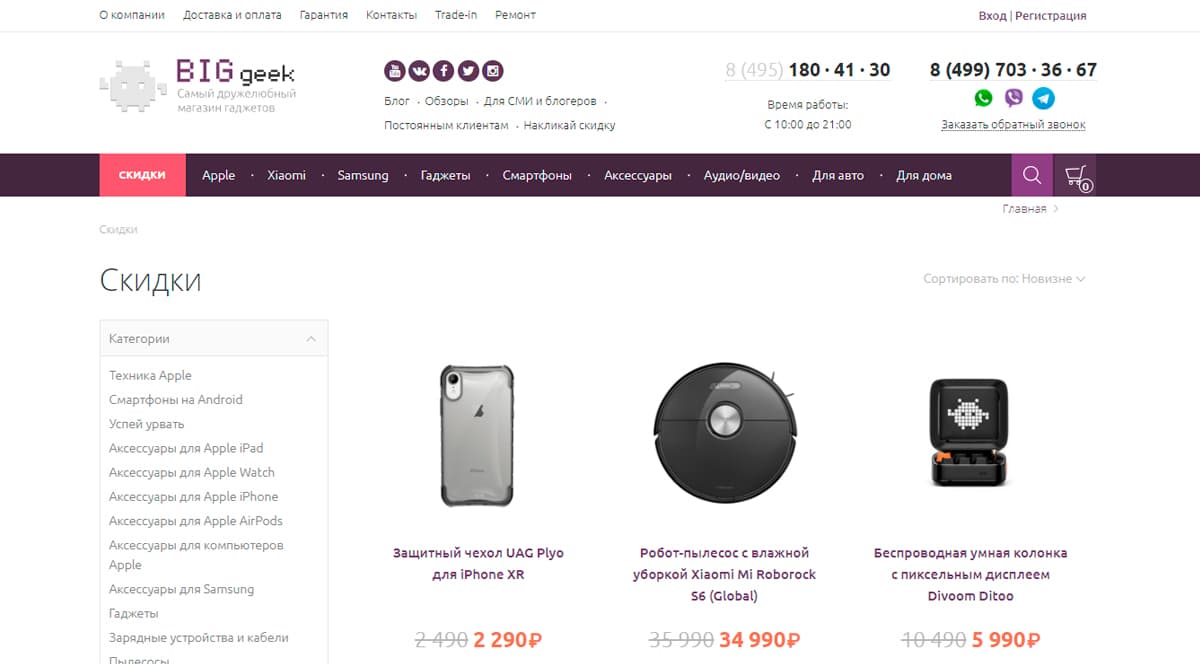 О компании Доставка и оплата Гарантия Контакты Trade-in Ремонт Вход | Регистрация
BIG geek
Самый дружелюбный
магазин гаджетов
Блог · Обзоры · Для СМИ и блогеров ·
Постоянным клиентам · Накликай скидку
8 (495) 180 · 41 · 30
Время работы:
С 10:00 до 21:00
8 (499) 703 · 36 · 67
Заказать обратный звонок
СКИДКИ Apple · Xiaomi · Samsung · Гаджеты · Смартфоны · Аксессуары · Аудио/видео · Для авто · Для дома 0
Главная >
Скидки
Скидки
Сортировать по: Новизне
Категории
Техника Apple
Смартфоны на Android
Успей урвать
Аксессуары для Apple iPad
Аксессуары для Apple Watch
Аксессуары для Apple iPhone
Аксессуары для Apple AirPods
Аксессуары для компьютеров
Apple
Аксессуары для Samsung
Гаджеты
Зарядные устройства и кабели
Пылесосы
Защитный чехол UAG Plyo
для iPhone XR
2 490 2 290₽
Робот-пылесос с влажной
уборкой Xiaomi Mi Roborock
S6 (Global)
35 990 34 990₽
Беспроводная умная колонка
с пиксельным дисплеем
Divoom Ditoo
10 490 5 990₽